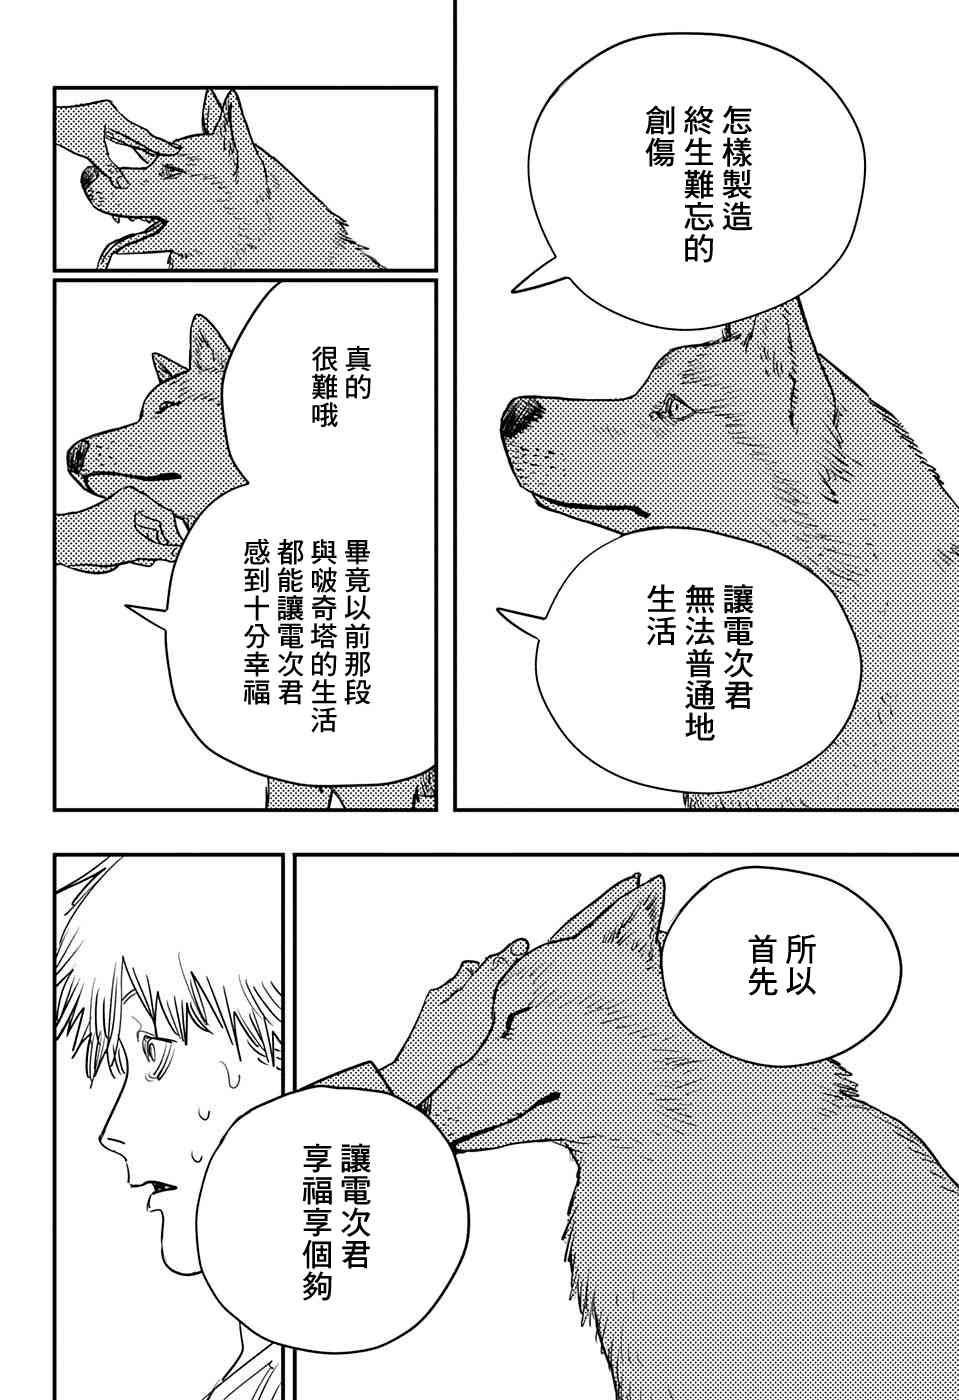 怎樣製造
終生難忘的
創傷
讓電次君
無法普通地
生活
真的
很難哦
畢竟以前那段
與啵奇塔的生活
都能讓電次君
感到十分幸福
所以
首先
讓電次君
享福享個夠